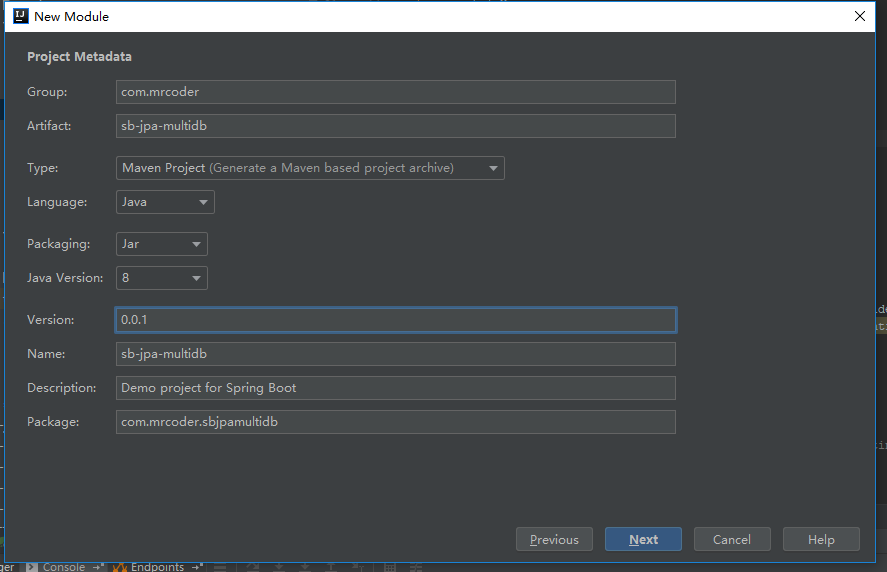 New Module
Project Metadata
Group: com.mrcoder
Artifact: sb-jpa-multidb
Type: Maven Project (Generate a Maven based project archive)
Language: Java
Packaging: Jar
Java Version: 8
Version: 0.0.1
Name: sb-jpa-multidb
Description: Demo project for Spring Boot
Package: com.mrcoder.sbjpamultidb
Previous Next Cancel Help
Console Endpoints